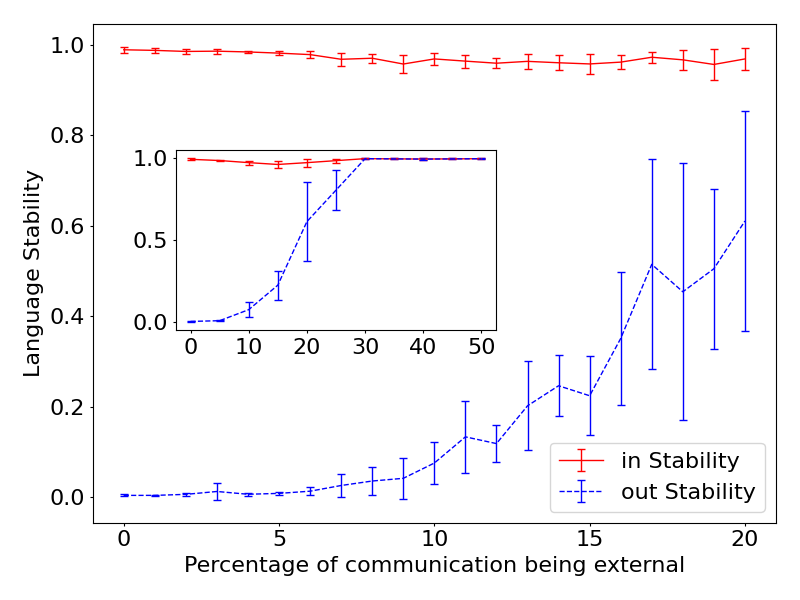 Language Stability
1.0
0.8
0.6
0.4
0.2
0.0
1.0
0.5
0.0
0 10 20 30 40 50
in Stability
out Stability
0 5 10 15 20
Percentage of communication being external